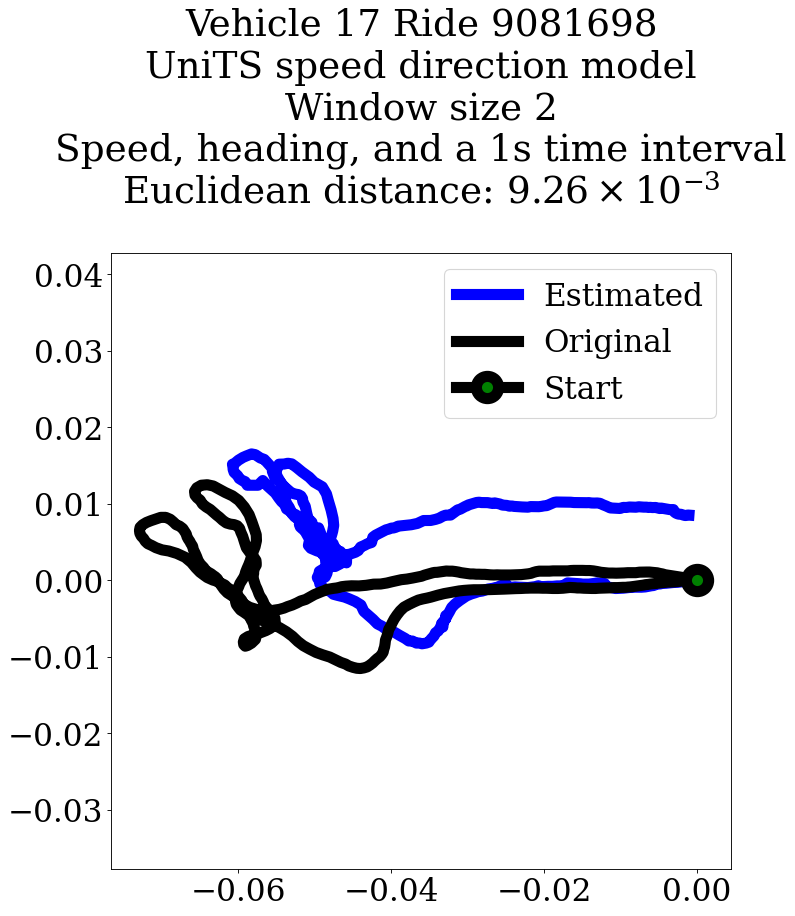 Vehicle 17 Ride 9081698
UniTS speed direction model
Window size 2
Speed, heading, and a 1s time interval
Euclidean distance: 9.26 × 10⁻³
Estimated
Original
Start
0.04
0.03
0.02
0.01
0.00
−0.01
−0.02
−0.03
−0.06
−0.04
−0.02
0.00